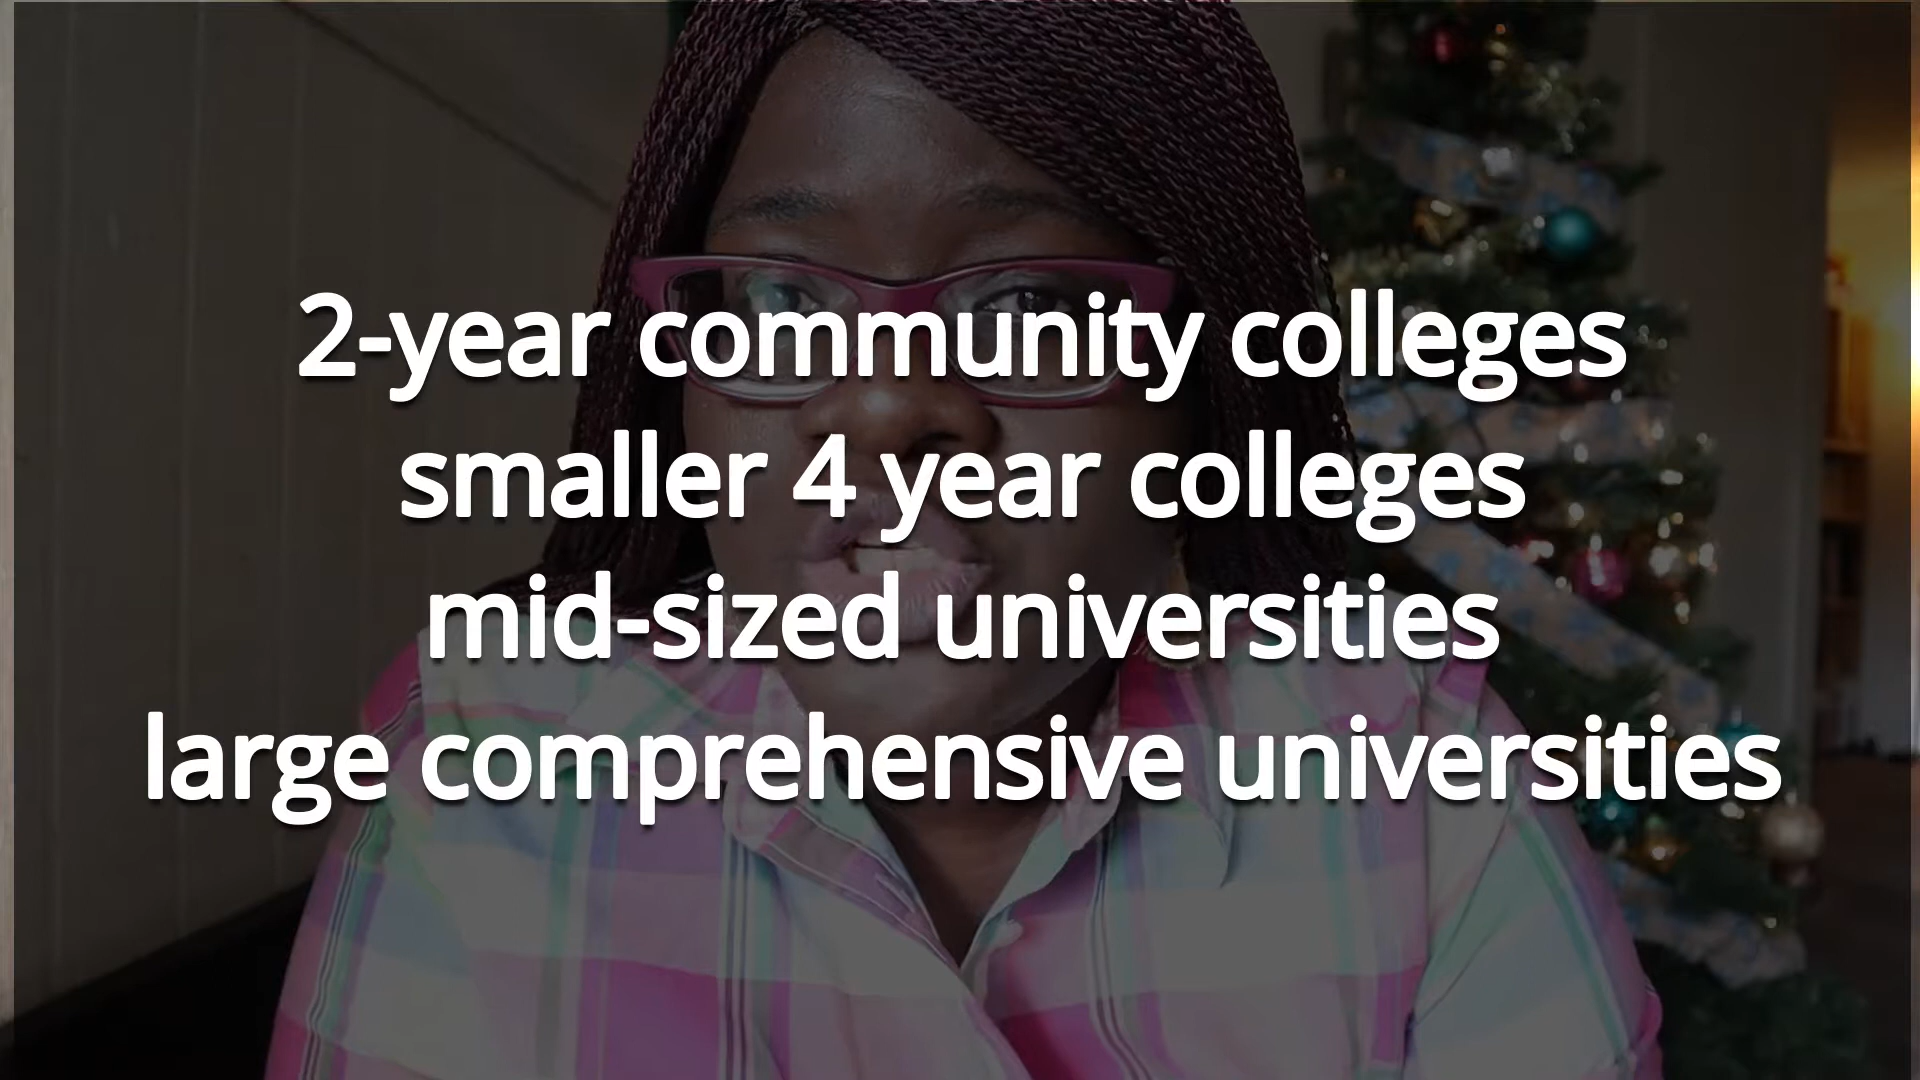 2-year community colleges
smaller 4 year colleges
mid-sized universities
large comprehensive universities